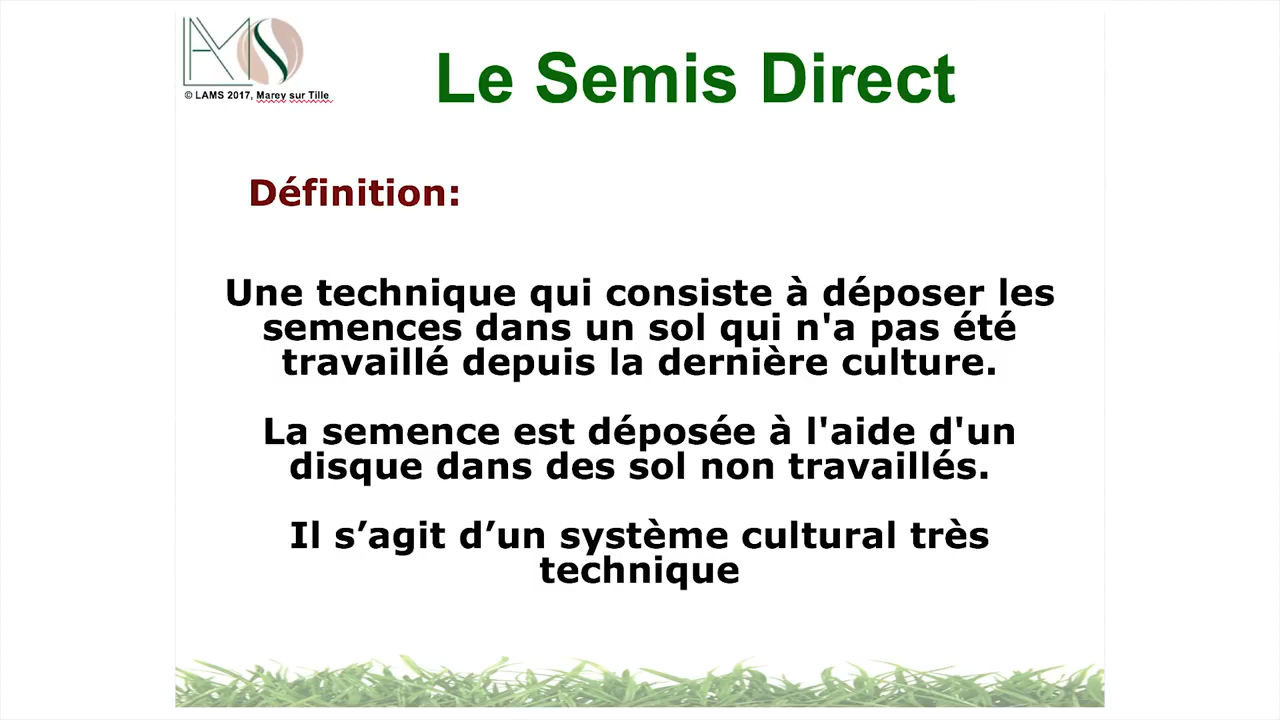 LAMS
© LAMS 2017, Marey sur Tille
Le Semis Direct
Définition:
Une technique qui consiste à déposer les
semences dans un sol qui n'a pas été
travaillé depuis la dernière culture.
La semence est déposée à l'aide d'un
disque dans des sol non travaillés.
Il s’agit d’un système cultural très
technique